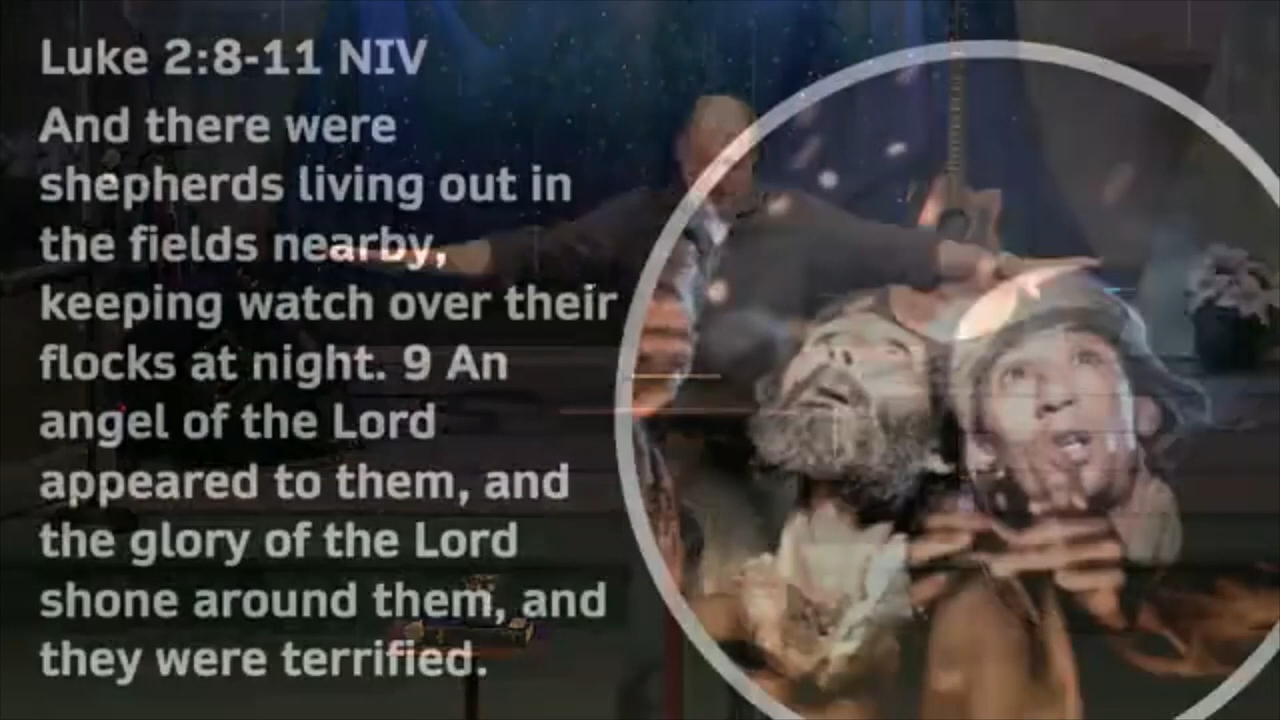 Luke 2:8-11 NIV
And there were
shepherds living out in
the fields nearby,
keeping watch over their
flocks at night. 9 An
angel of the Lord
appeared to them, and
the glory of the Lord
shone around them, and
they were terrified.